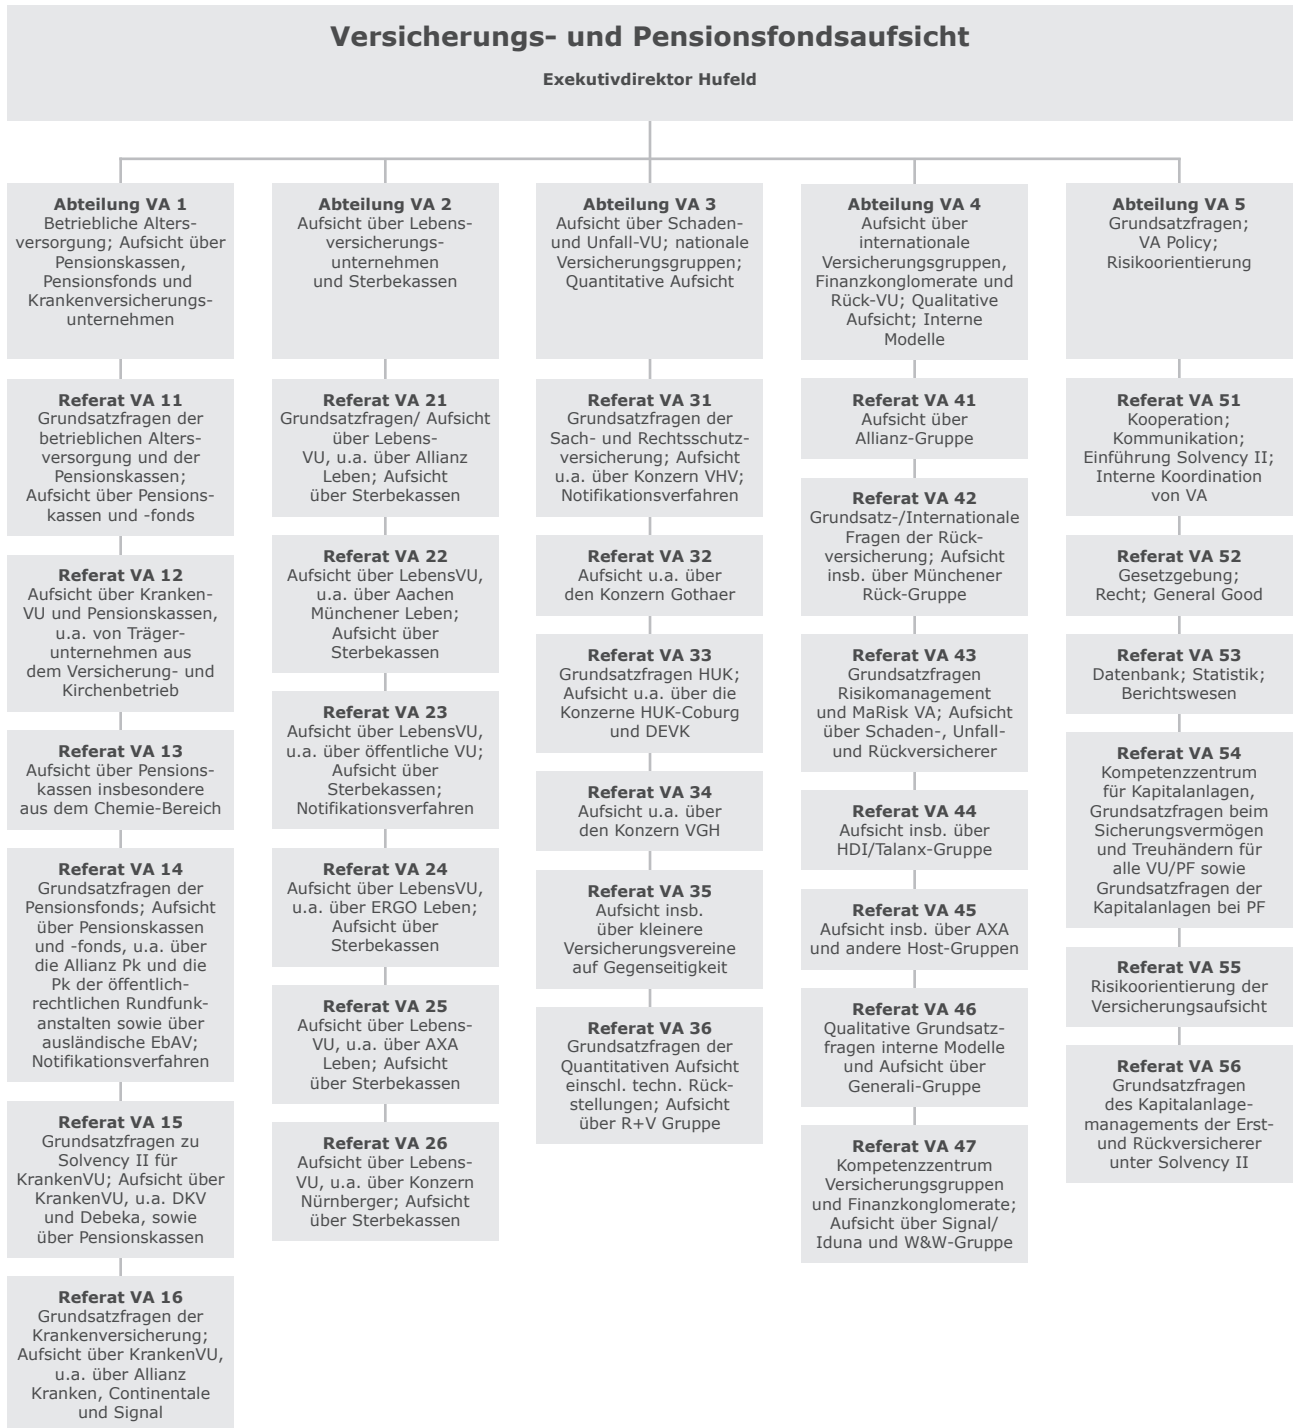 Versicherungs- und Pensionsfondsaufsicht
Exekutivdirektor Hufeld
Abteilung VA 1
Betriebliche Alters-
versorgung; Aufsicht über
Pensionskassen,
Pensionsfonds und
Krankenversicherungs-
unternehmen
Referat VA 11
Grundsatzfragen der
betrieblichen Alters-
versorgung und der
Pensionskassen;
Aufsicht über Pensions-
kassen und -fonds
Referat VA 12
Aufsicht über Kranken-
VU und Pensionskassen,
u.a. von Träger-
unternehmen aus
dem Versicherung- und
Kirchenbetrieb
Referat VA 13
Aufsicht über Pensions-
kassen insbesondere
aus dem Chemie-Bereich
Referat VA 14
Grundsatzfragen der
Pensionsfonds; Aufsicht
über Pensionskassen
und -fonds, u.a. über
die Allianz Pk und die
Pk der öffentlich-
rechtlichen Rundfunk-
anstalten sowie über
ausländische EbAV;
Notifikationsverfahren
Referat VA 15
Grundsatzfragen zu
Solvency II für
KrankenVU; Aufsicht über
KrankenVU, u.a. DKV
und Debeka, sowie
über Pensionskassen
Referat VA 16
Grundsatzfragen der
Krankenversicherung;
Aufsicht über KrankenVU,
u.a. über Allianz
Kranken, Continentale
und Signal
Abteilung VA 2
Aufsicht über Lebens-
versicherungs-
unternehmen
und Sterbekassen
Referat VA 21
Grundsatzfragen/ Aufsicht
über Lebens-
VU, u.a. über Allianz
Leben; Aufsicht
über Sterbekassen
Referat VA 22
Aufsicht über LebensVU,
u.a. über Aachen
Münchener Leben;
Aufsicht über
Sterbekassen
Referat VA 23
Aufsicht über LebensVU,
u.a. über öffentliche VU;
Aufsicht über
Sterbekassen;
Notifikationsverfahren
Referat VA 24
Aufsicht über LebensVU,
u.a. über ERGO Leben;
Aufsicht über
Sterbekassen
Referat VA 25
Aufsicht über Lebens-
VU, u.a. über AXA
Leben; Aufsicht
über Sterbekassen
Referat VA 26
Aufsicht über Lebens-
VU, u.a. über Konzern
Nürnberger; Aufsicht
über Sterbekassen
Abteilung VA 3
Aufsicht über Schaden-
und Unfall-VU; nationale
Versicherungsgruppen;
Quantitative Aufsicht
Referat VA 31
Grundsatzfragen der
Sach- und Rechtsschutz-
versicherung; Aufsicht
u.a. über Konzern VHV;
Notifikationsverfahren
Referat VA 32
Aufsicht u.a. über
den Konzern Gothaer
Referat VA 33
Grundsatzfragen HUK;
Aufsicht u.a. über die
Konzerne HUK-Coburg
und DEVK
Referat VA 34
Aufsicht u.a. über
den Konzern VGH
Referat VA 35
Aufsicht insb.
über kleinere
Versicherungsvereine
auf Gegenseitigkeit
Referat VA 36
Grundsatzfragen der
Quantitativen Aufsicht
einschl. techn. Rück-
stellungen; Aufsicht
über R+V Gruppe
Abteilung VA 4
Aufsicht über
internationale
Versicherungsgruppen,
Finanzkonglomerate und
Rück-VU; Qualitative
Aufsicht; Interne
Modelle
Referat VA 41
Aufsicht über
Allianz-Gruppe
Referat VA 42
Grundsatz-/Internationale
Fragen der Rück-
versicherung; Aufsicht
insb. über Münchener
Rück-Gruppe
Referat VA 43
Grundsatzfragen
Risikomanagement
und MaRisk VA; Aufsicht
über Schaden-, Unfall-
und Rückversicherer
Referat VA 44
Aufsicht insb. über
HDI/Talanx-Gruppe
Referat VA 45
Aufsicht insb. über AXA
und andere Host-Gruppen
Referat VA 46
Qualitative Grundsatz-
fragen interne Modelle
und Aufsicht über
Generali-Gruppe
Referat VA 47
Kompetenzzentrum
Versicherungsgruppen
und Finanzkonglomerate;
Aufsicht über Signal/
Iduna und W&W-Gruppe
Abteilung VA 5
Grundsatzfragen;
VA Policy;
Risikoorientierung
Referat VA 51
Kooperation;
Kommunikation;
Einführung Solvency II;
Interne Koordination
von VA
Referat VA 52
Gesetzgebung;
Recht; General Good
Referat VA 53
Datenbank; Statistik;
Berichtswesen
Referat VA 54
Kompetenzzentrum
für Kapitalanlagen,
Grundsatzfragen beim
Sicherungsvermögen
und Treuhändern für
alle VU/PF sowie
Grundsatzfragen der
Kapitalanlagen bei PF
Referat VA 55
Risikoorientierung der
Versicherungsaufsicht
Referat VA 56
Grundsatzfragen
des Kapitalanlage-
managements der Erst-
und Rückversicherer
unter Solvency II